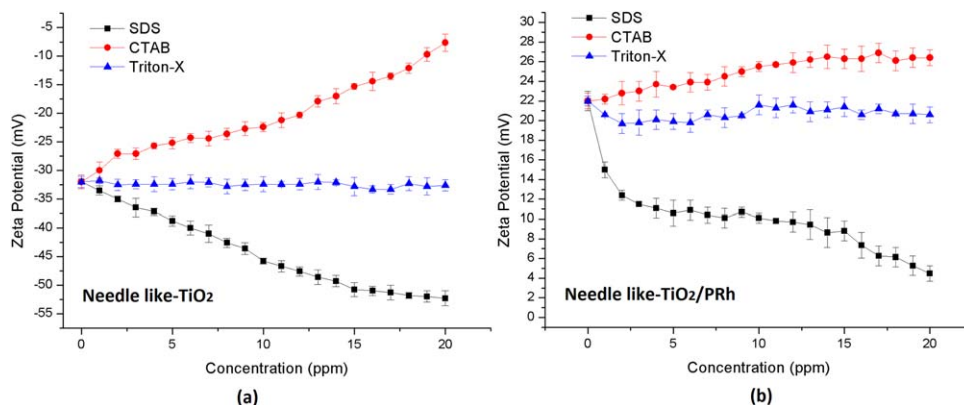 SDS
CTAB
Triton-X
-5
-10
-15
-20
-25
-30
-35
-40
-45
-50
-55
Zeta Potential (mV)
Needle like-TiO2
0
5
10
15
20
Concentration (ppm)
(a)
SDS
CTAB
Triton-X
30
28
26
24
22
20
18
16
14
12
10
8
6
4
2
0
Zeta Potential (mV)
Needle like-TiO2/PRh
0
5
10
15
20
Concentration (ppm)
(b)